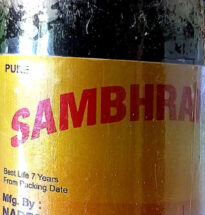 PURE
SAMBHRA
Best Life 7 Years
From Packing Date
Mfg. By :